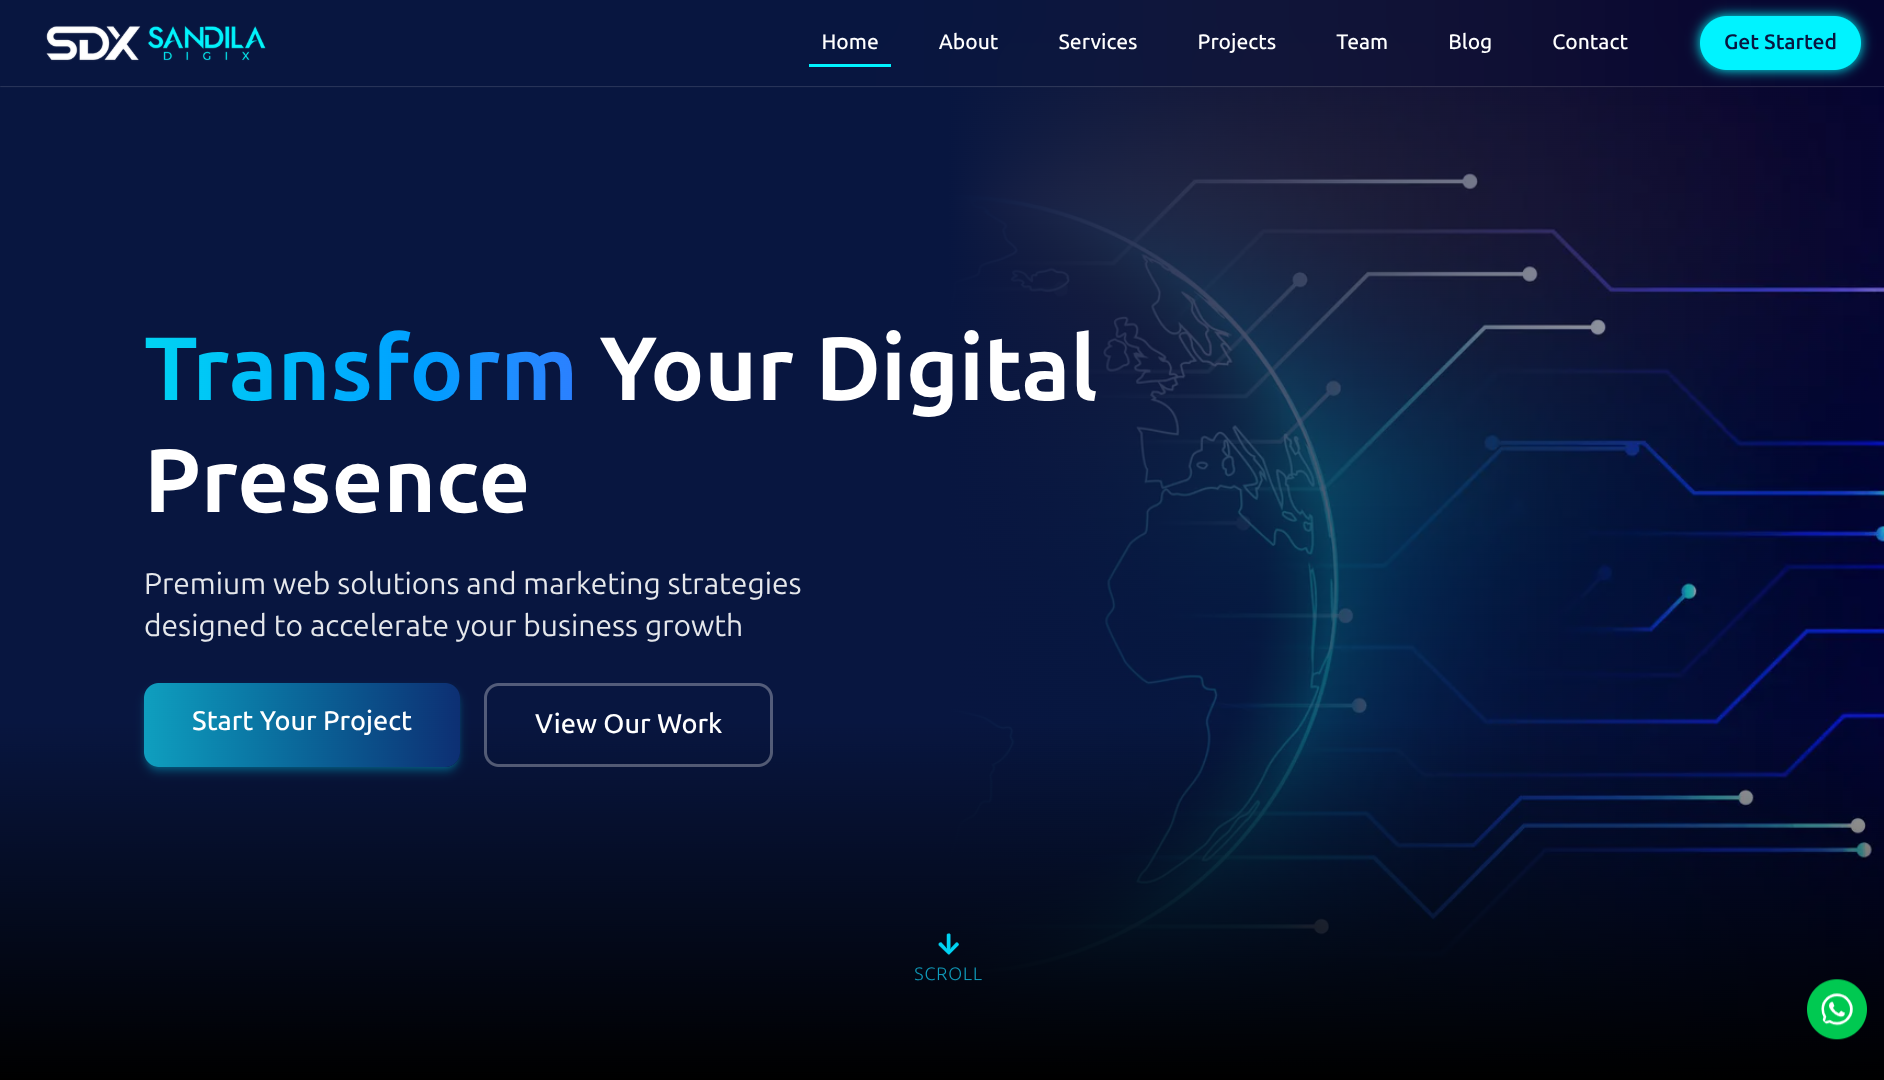 SDX SANDILA
DIGIX
Home
About
Services
Projects
Team
Blog
Contact
Get Started
Transform Your Digital
Presence
Premium web solutions and marketing strategies
designed to accelerate your business growth
Start Your Project
View Our Work
SCROLL